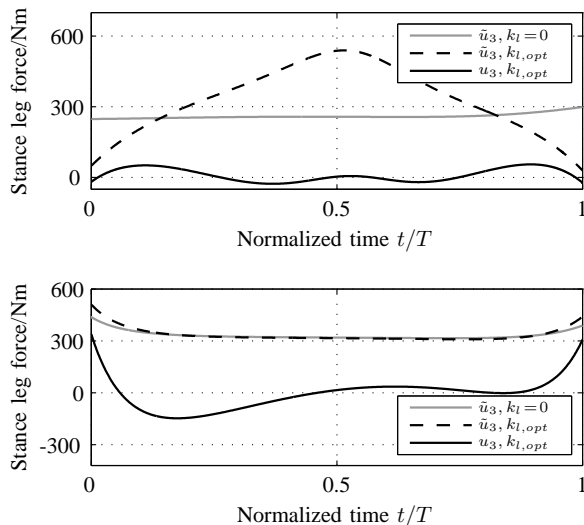 Stance leg force/Nm
600
300
0
ũ₃, kₗ=0
ũ₃, kₗ,ₒₚₜ
u₃, kₗ,ₒₚₜ
0 0.5 1
Normalized time t/T
Stance leg force/Nm
600
300
0
-300
ũ₃, kₗ=0
ũ₃, kₗ,ₒₚₜ
u₃, kₗ,ₒₚₜ
0 0.5 1
Normalized time t/T